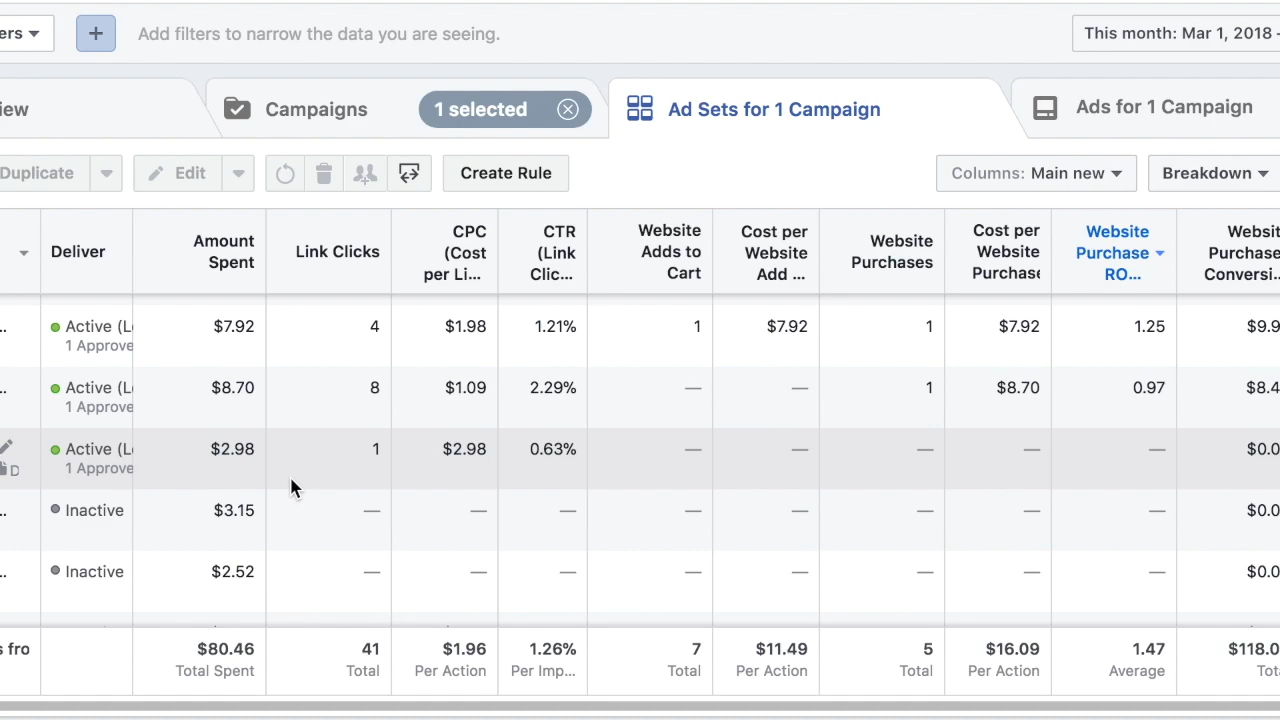 ers
+
Add filters to narrow the data you are seeing.
This month: Mar 1, 2018 -
iew
Campaigns
1 selected
Ad Sets for 1 Campaign
Ads for 1 Campaign
Duplicate
Edit
Create Rule
Columns: Main new
Breakdown
Deliver
Amount
Spent
Link Clicks
CPC
(Cost
per Li...
CTR
(Link
Clic...
Website
Adds to
Cart
Cost per
Website
Add ...
Website
Purchases
Cost per
Website
Purchase
Website
Purchase
RO...
Websit
Purchase
Conversi..
.. Active (L $7.92 4 $1.98 1.21% 1 $7.92 1 $7.92 1.25 $9.9
1 Approve
.. Active (L $8.70 8 $1.09 2.29% — — 1 $8.70 0.97 $8.4
1 Approve
Active (L $2.98 1 $2.98 0.63% — — — — — $0.0
D 1 Approve
.. Inactive $3.15 — — — — — — — — $0.0
.. Inactive $2.52 — — — — — — — — $0.0
s fro $80.46 41 $1.96 1.26% 7 $11.49 5 $16.09 1.47 $118.0
Total Spent Total Per Action Per Imp... Total Per Action Total Per Action Average Tot